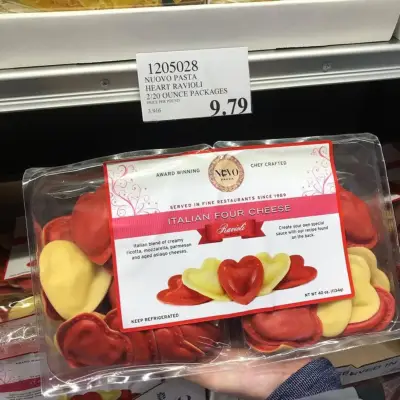 1205028
NUOVO PASTA
HEART RAVIOLI
2/20 OUNCE PACKAGES
9.79
AWARD WINNING
CHEF CRAFTED
SERVED IN FINE RESTAURANTS SINCE 1989
ITALIAN FOUR CHEESE
Ravioli
Italian blend of creamy
ricotta, mozzarella, parmesan
and aged asiago cheeses.
Create your own special
sauce with our recipe found
on the back.
KEEP REFRIGERATED